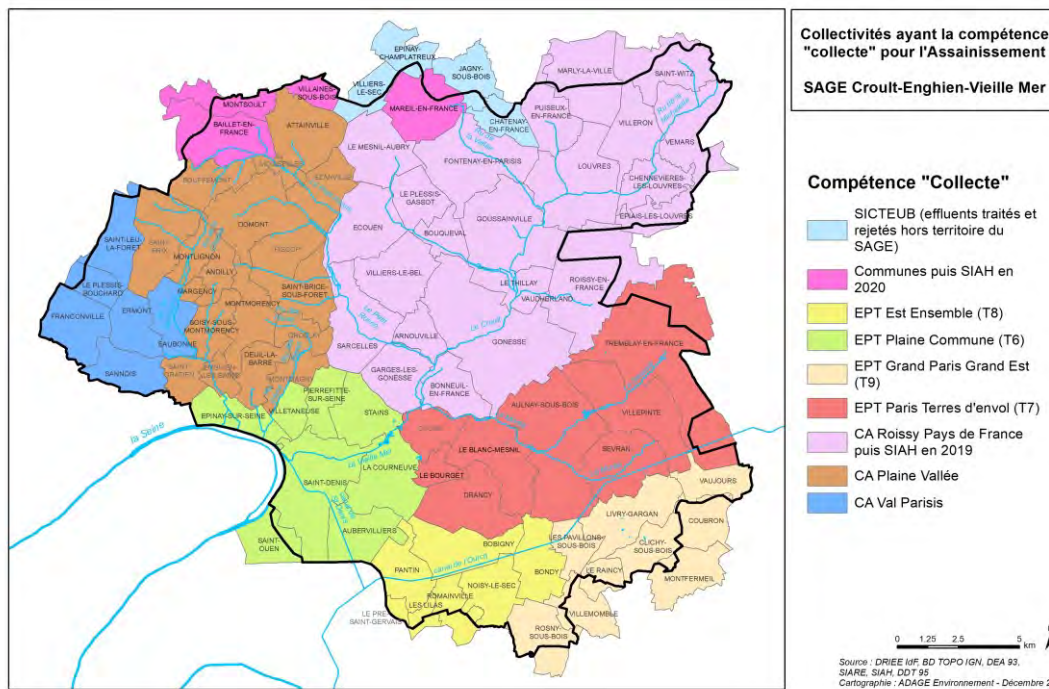 Collectivités ayant la compétence
"collecte" pour l'Assainissement
SAGE Croult-Enghien-Vieille Mer
Compétence "Collecte"
SICTEUB (effluents traités et
rejetés hors territoire du
SAGE)
Communes puis SIAH en
2020
EPT Est Ensemble (T8)
EPT Plaine Commune (T6)
EPT Grand Paris Grand Est
(T9)
EPT Paris Terres d'envol (T7)
CA Roissy Pays de France
puis SIAH en 2019
CA Plaine Vallée
CA Val Parisis
0 1.25 2.5 5
km
Source : DRIEE IdF, BD TOPO IGN, DEA 93,
SIARE, SIAH, DDT 95
Cartographie : ADAGE Environnement - Décembre 2
EPINAY-
CHAMPLATREUX
JAGNY-
SOUS-BOIS
VILLIERS-
LE-SEC
MARLY-LA-VILLE
SAINT-WITZ
VILLAINES-
SOUS-BOIS
MONTSOULT
MAREIL-EN-FRANCE
CHATENAY-
EN-FRANCE
PUISEUX-
EN-FRANCE
BAILLET-EN-
FRANCE
ATTAINVILLE
VILLERON
VEMARS
LE MESNIL-AUBRY
FONTENAY-EN-PARISIS
LOUVRES
CHENNEVIERES-
LES-LOUVRES
LE PLESSIS-
GASSOT
EPIAIS-LES-LOUVRES
GOUSSAINVILLE
DOMONT
ECOUEN
BOUQUEVAL
SAINT-LEU-
LA-FORET
MONTLIGNON
ANDILLY
VILLIERS-LE-BEL
LE THILLAY
ROISSY-EN-
FRANCE
VAUDHERLAND
LE PLESSIS-
BOUCHARD
MARGENCY
SAINT-BRICE-
SOUS-FORET
MONTMORENCY
FRANCONVILLE
ERMONT
SOISY-SOUS-
MONTMORENCY
EAUBONNE
Le Petit
Rosne
Le Croult
ARNOUVILLE
SARCELLES
GONESSE
TREMBLAY-EN-FRANCE
SANNOIS
DEUIL-LA-
BARRE
GARGES-LES-
GONESSE
BONNEUIL-
EN-FRANCE
PIERREFITTE-
SUR-SEINE
EPINAY-SUR-SEINE
VILLETANEUSE
STAINS
AULNAY-SOUS-BOIS
VILLEPINTE
la Seine
La Vieille Mer
LE BLANC-MESNIL
SEVRAN
LA COURNEUVE
LE BOURGET
SAINT-DENIS
DRANCY
VAUJOURS
LIVRY-GARGAN
COUBRON
AUBERVILLIERS
SAINT-
OUEN
BOBIGNY
LES PAVILLONS-
SOUS-BOIS
CLICHY-
SOUS-BOIS
canal de l'Ourcq
PANTIN
BONDY
LE RAINCY
MONTFERMEIL
NOISY-LE-SEC
ROMAINVILLE
LES LILAS
LE PRE-
SAINT-GERVAIS
VILLEMOMBLE
ROSNY-
SOUS-BOIS